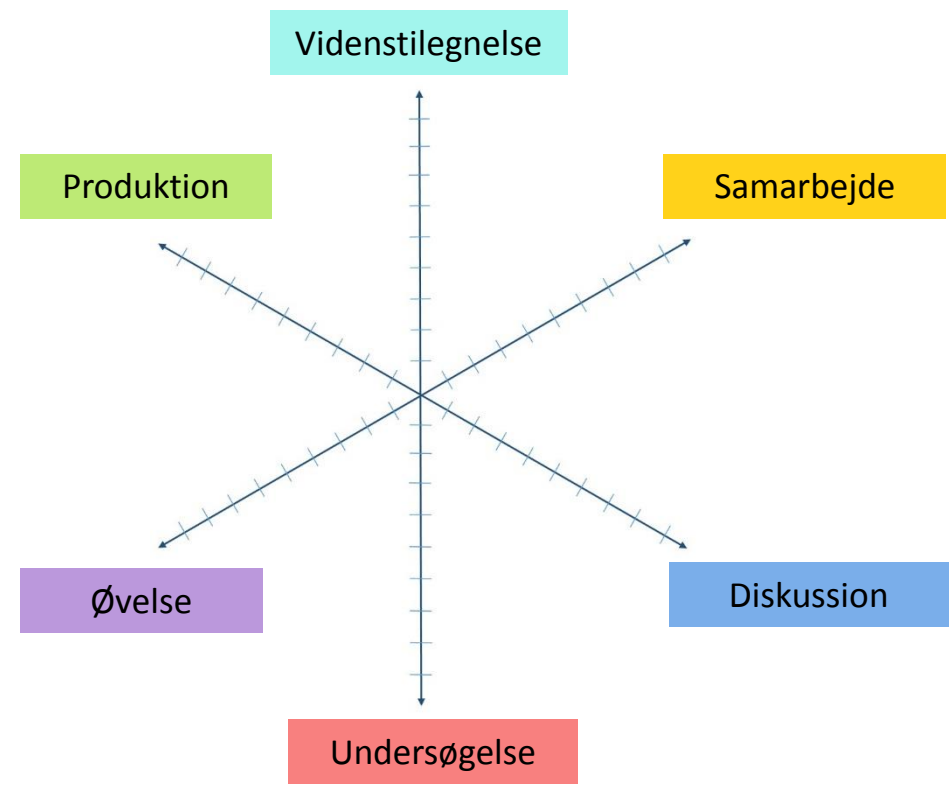 Videnstilegnelse
Produktion
Samarbejde
Øvelse
Diskussion
Undersøgelse